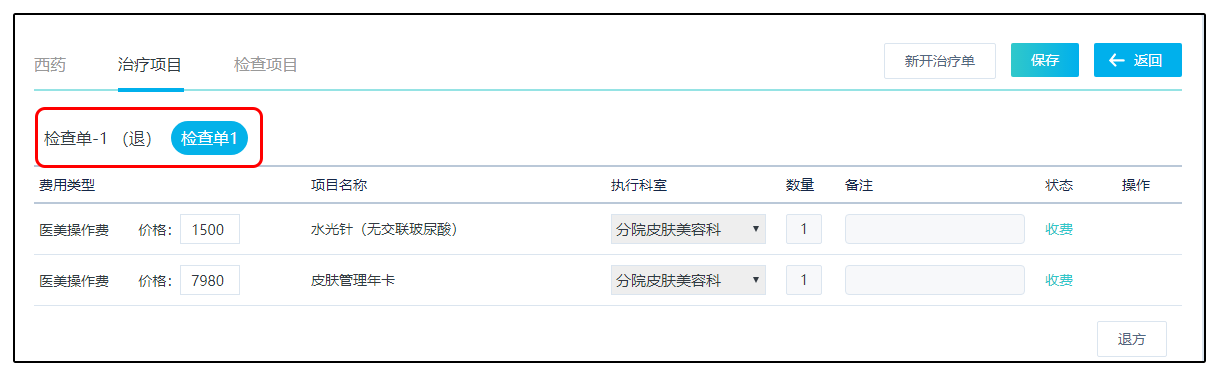 西药 治疗项目 检查项目 新开治疗单 保存 返回
检查单-1 （退） 检查单1
费用类型 项目名称 执行科室 数量 备注 状态 操作
医美操作费 价格： 1500 水光针（无交联玻尿酸） 分院皮肤美容科 1 收费
医美操作费 价格： 7980 皮肤管理年卡 分院皮肤美容科 1 收费
退方